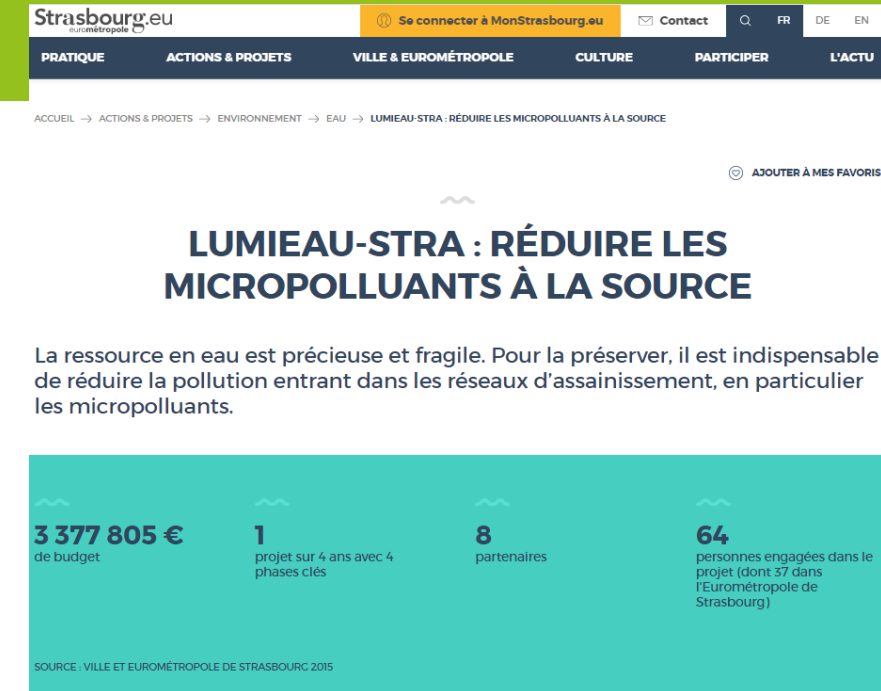 Strasbourg.eu
eurométropole
Se connecter à MonStrasbourg.eu
Contact
FR
DE
EN
PRATIQUE
ACTIONS & PROJETS
VILLE & EUROMÉTROPOLE
CULTURE
PARTICIPER
L'ACTU
ACCUEIL → ACTIONS & PROJETS → ENVIRONNEMENT → EAU → LUMIEAU-STRA : RÉDUIRE LES MICROPOLLUANTS À LA SOURCE
AJOUTER À MES FAVORIS
LUMIEAU-STRA : RÉDUIRE LES
MICROPOLLUANTS À LA SOURCE
La ressource en eau est précieuse et fragile. Pour la préserver, il est indispensable
de réduire la pollution entrant dans les réseaux d'assainissement, en particulier
les micropolluants.
3 377 805 €
de budget
1
projet sur 4 ans avec 4
phases clés
8
partenaires
64
personnes engagées dans le
projet (dont 37 dans
l'Eurométropole de
Strasbourg)
SOURCE : VILLE ET EUROMÉTROPOLE DE STRASBOURG 2015